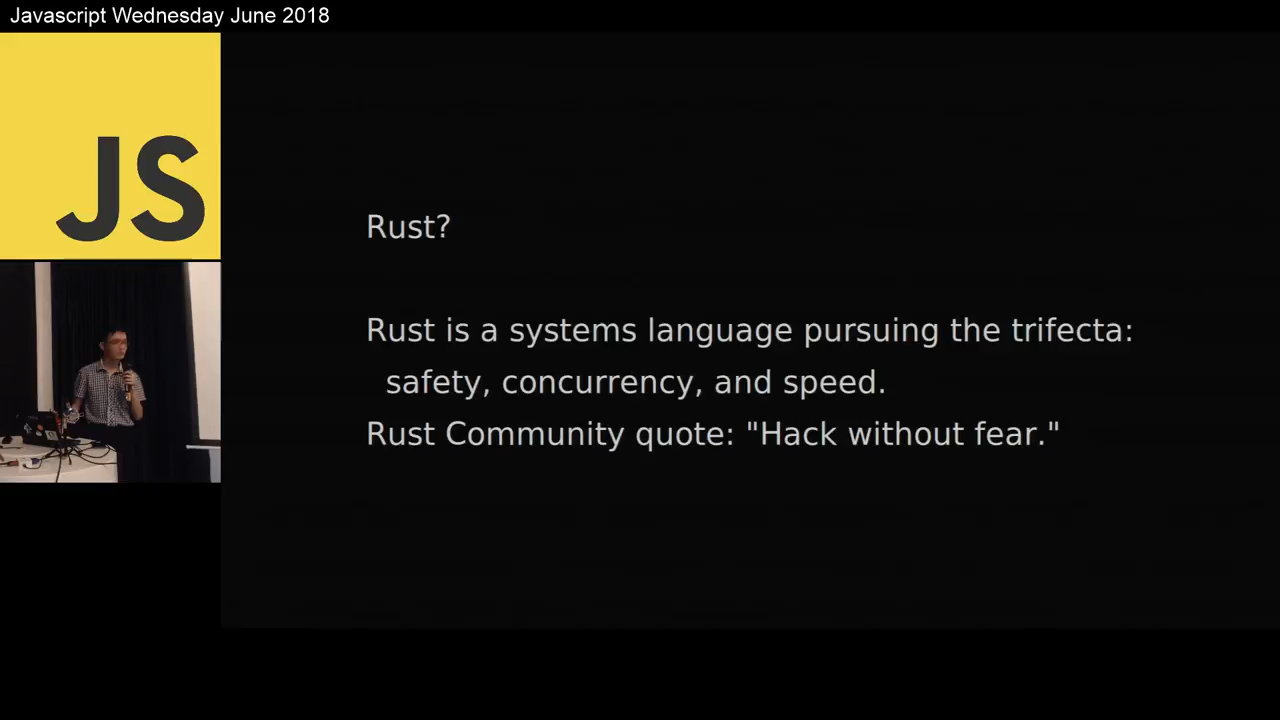 Javascript Wednesday June 2018
JS
Rust?
Rust is a systems language pursuing the trifecta:
safety, concurrency, and speed.
Rust Community quote: "Hack without fear."